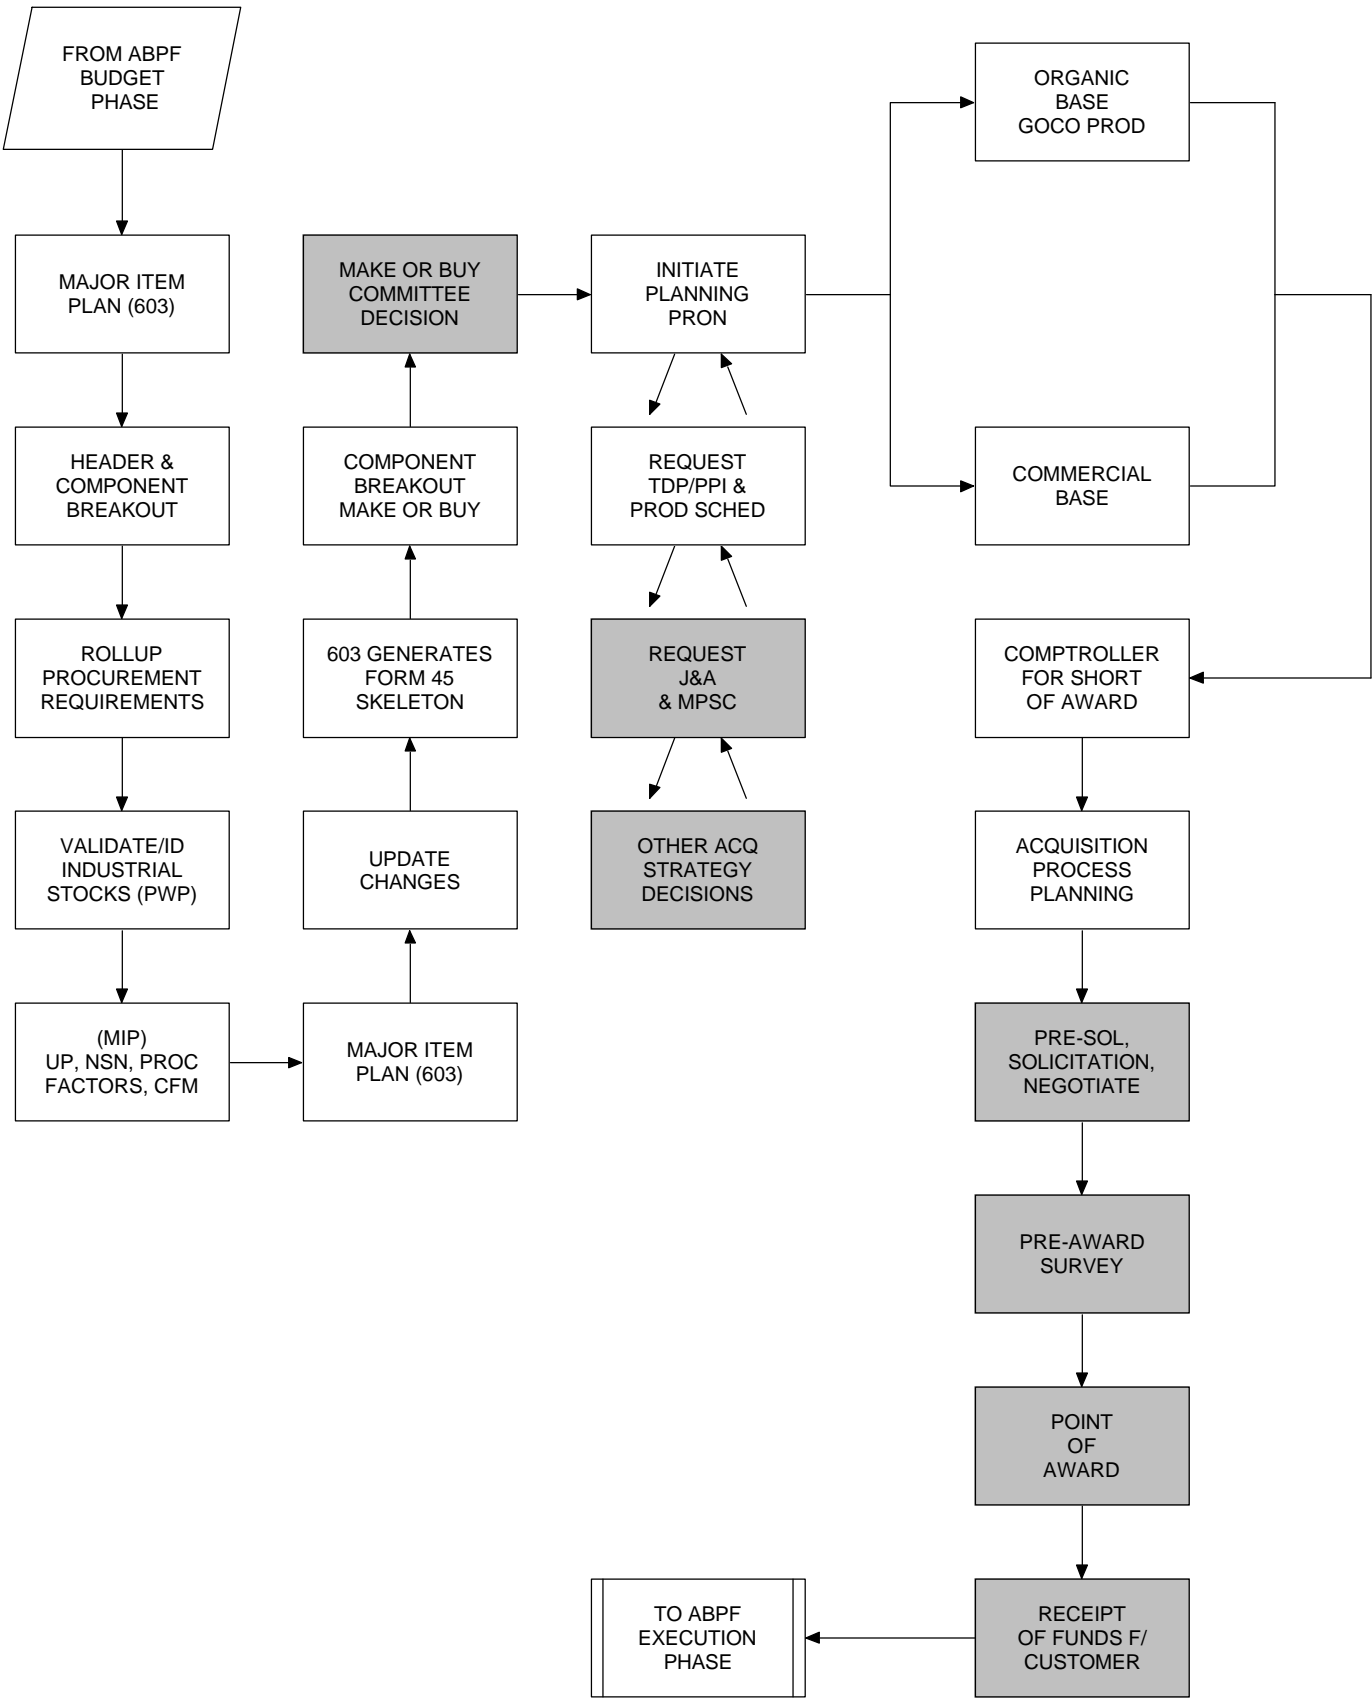 FROM ABPF
BUDGET
PHASE
MAJOR ITEM
PLAN (603)
HEADER &
COMPONENT
BREAKOUT
ROLLUP
PROCUREMENT
REQUIREMENTS
VALIDATE/ID
INDUSTRIAL
STOCKS (PWP)
(MIP)
UP, NSN, PROC
FACTORS, CFM
MAJOR ITEM
PLAN (603)
UPDATE
CHANGES
603 GENERATES
FORM 45
SKELETON
COMPONENT
BREAKOUT
MAKE OR BUY
MAKE OR BUY
COMMITTEE
DECISION
INITIATE
PLANNING
PRON
REQUEST
TDP/PPI &
PROD SCHED
REQUEST
J&A
& MPSC
OTHER ACQ
STRATEGY
DECISIONS
ORGANIC
BASE
GOCO PROD
COMMERCIAL
BASE
COMPTROLLER
FOR SHORT
OF AWARD
ACQUISITION
PROCESS
PLANNING
PRE-SOL,
SOLICITATION,
NEGOTIATE
PRE-AWARD
SURVEY
POINT
OF
AWARD
RECEIPT
OF FUNDS F/
CUSTOMER
TO ABPF
EXECUTION
PHASE